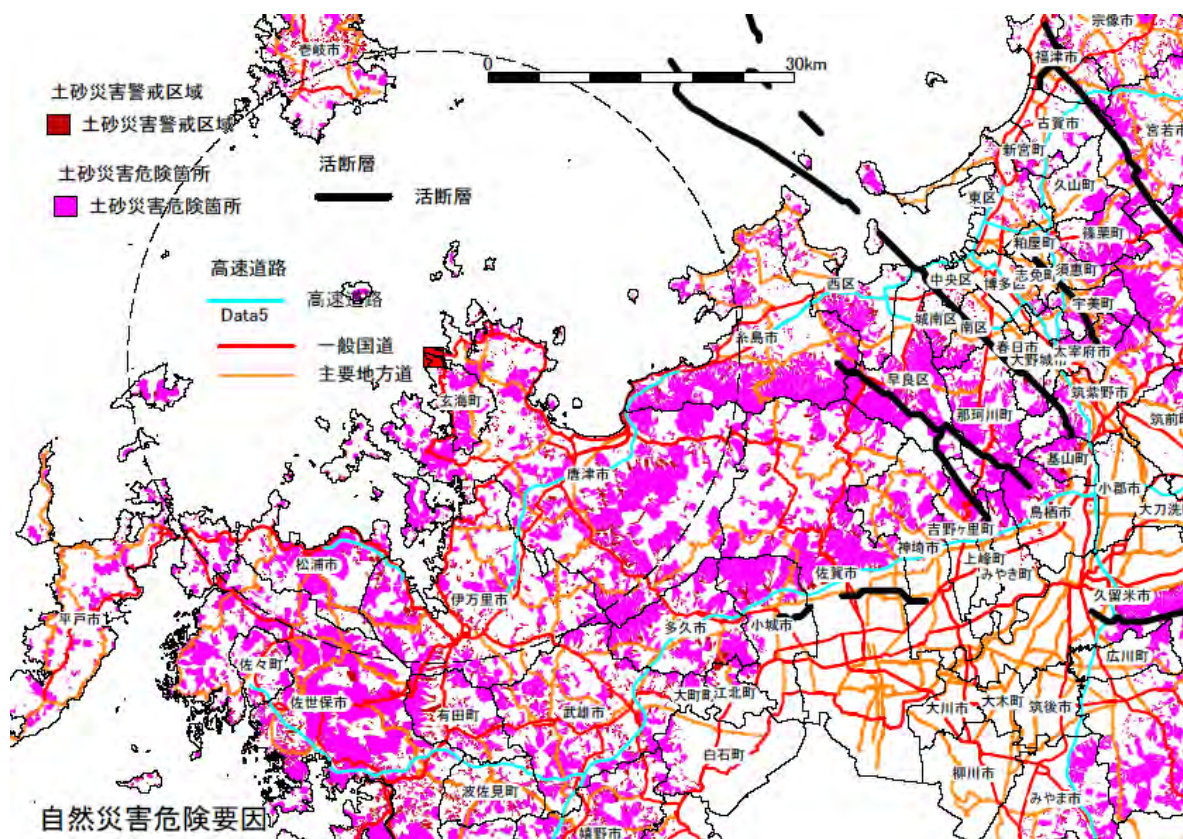 宗像市
壱岐市
福津市
0
30km
土砂災害警戒区域
土砂災害警戒区域
土砂災害危険箇所
土砂災害危険箇所
活断層
活断層
高速道路
高速道路
Data5
一般国道
主要地方道
古賀市
宮若市
新宮町
久山町
東区
粕屋町
篠栗町
志免町
須恵町
中央区
博多区
西区
宇美町
城南区
南区
糸島市
春日市
太宰府市
大野城市
早良区
玄海町
筑紫野市
那珂川町
筑前町
基山町
唐津市
小郡市
鳥栖市
大刀洗
吉野ヶ里町
神埼市
上峰町
松浦市
佐賀市
みやき町
伊万里市
久留米市
平戸市
多久市
小城市
佐々町
広川町
大町町
江北町
佐世保市
有田町
武雄市
大川市
大木町
筑後市
白石町
柳川市
波佐見町
みやま市
嬉野市
自然災害危険要因